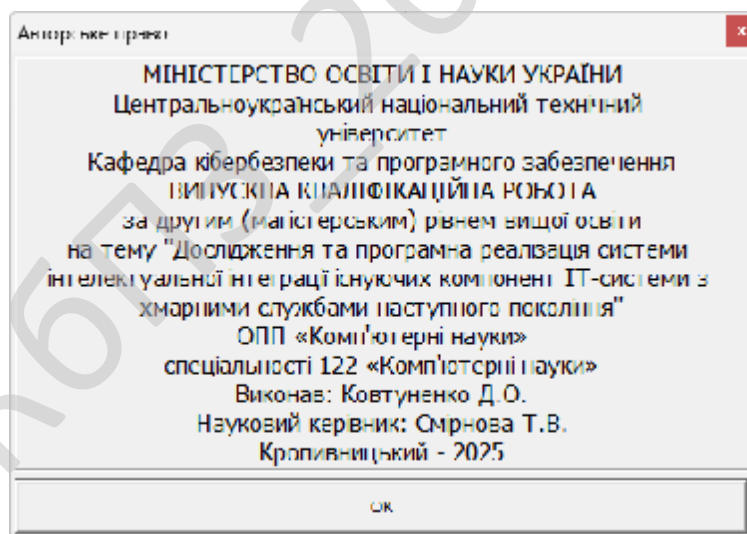 Авторське право
x
МІНІСТЕРСТВО ОСВІТИ І НАУКИ УКРАЇНИ
Центральноукраїнський національний технічний
університет
Кафедра кібербезпеки та програмного забезпечення
ВИПУСКНА КВАЛІФІКАЦІЙНА РОБОТА
за другим (магістерським) рівнем вищої освіти
на тему "Дослідження та програмна реалізація системи
інтелектуальної інтеграції існуючих компонент ІТ-системи з
хмарними службами наступного покоління"
ОПП «Комп'ютерні науки»
спеціальності 122 «Комп'ютерні науки»
Виконав: Ковтуненко Д.О.
Науковий керівник: Смірнова Т.В.
Кропивницький - 2025
ОК